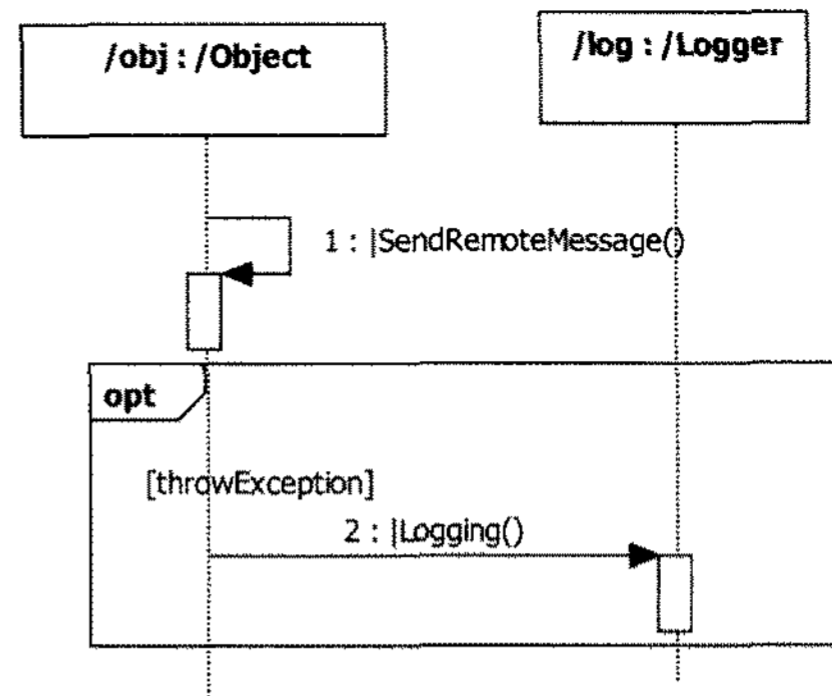 /obj : /Object
/log : /Logger
1 : |SendRemoteMessage()
opt
[throwException]
2 : |Logging()